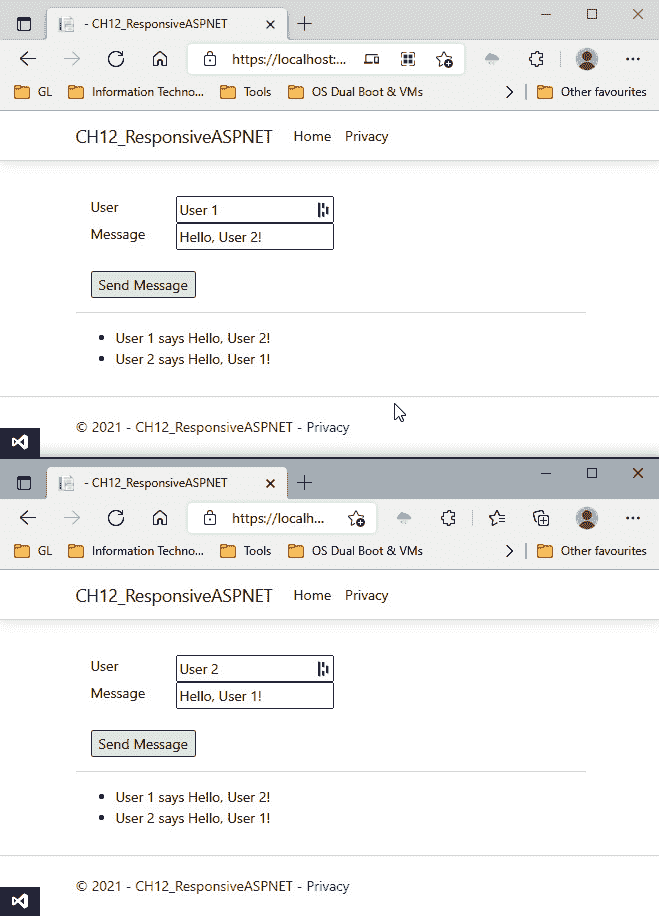 - CH12_ResponsiveASPNET
https://localhost:...
GL Information Techno... Tools OS Dual Boot & VMs Other favourites
CH12_ResponsiveASPNET Home Privacy
User User 1
Message Hello, User 2!
Send Message
User 1 says Hello, User 2!
User 2 says Hello, User 1!
© 2021 - CH12_ResponsiveASPNET - Privacy
- CH12_ResponsiveASPNET
https://localh...
GL Information Techno... Tools OS Dual Boot & VMs Other favourites
CH12_ResponsiveASPNET Home Privacy
User User 2
Message Hello, User 1!
Send Message
User 1 says Hello, User 2!
User 2 says Hello, User 1!
© 2021 - CH12_ResponsiveASPNET - Privacy